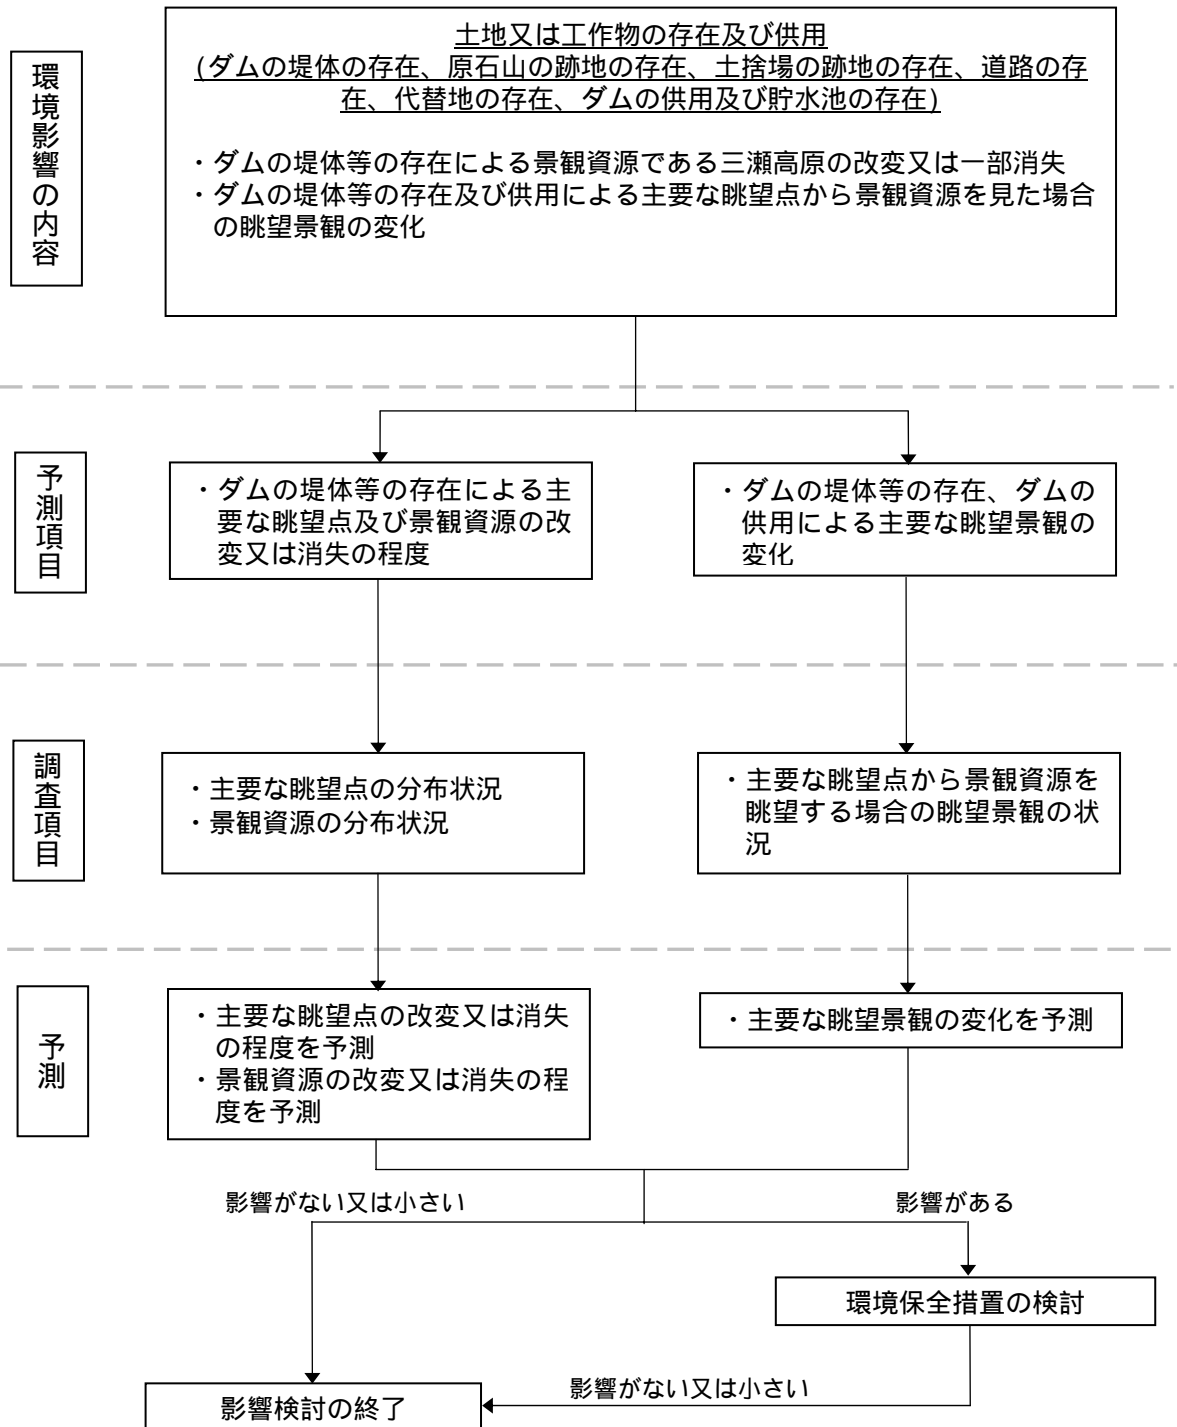 環境影響の内容
土地又は工作物の存在及び供用
(ダムの堤体の存在、原石山の跡地の存在、土捨場の跡地の存在、道路の存
在、代替地の存在、ダムの供用及び貯水池の存在)
・ダムの堤体等の存在による景観資源である三瀬高原の改変又は一部消失
・ダムの堤体等の存在及び供用による主要な眺望点から景観資源を見た場合
の眺望景観の変化
予測項目
・ダムの堤体等の存在による主
要な眺望点及び景観資源の改
変又は消失の程度
・ダムの堤体等の存在、ダムの
供用による主要な眺望景観の
変化
調査項目
・主要な眺望点の分布状況
・景観資源の分布状況
・主要な眺望点から景観資源を
眺望する場合の眺望景観の状
況
予測
・主要な眺望点の改変又は消失
の程度を予測
・景観資源の改変又は消失の程
度を予測
・主要な眺望景観の変化を予測
影響がない又は小さい
影響がある
環境保全措置の検討
影響がない又は小さい
影響検討の終了